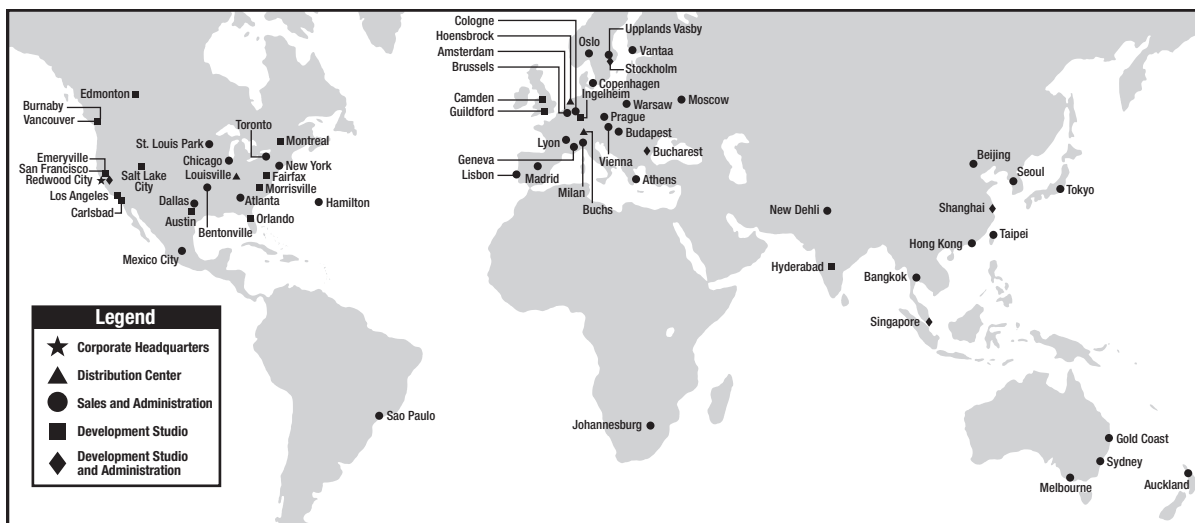 Cologne
Hoensbrock
Amsterdam
Brussels
Oslo
Upplands Vasby
Vantaa
Stockholm
Copenhagen
Ingelheim
Camden
Guildford
Warsaw
Moscow
Prague
Budapest
Lyon
Geneva
Vienna
Bucharest
Lisbon
Madrid
Milan
Athens
Buchs
Edmonton
Burnaby
Vancouver
Toronto
Montreal
St. Louis Park
Emeryville
San Francisco
Redwood City
Salt Lake
City
Chicago
Louisville
New York
Fairfax
Morrisville
Los Angeles
Carlsbad
Dallas
Austin
Atlanta
Hamilton
Bentonville
Orlando
Mexico City
Beijing
Seoul
Tokyo
New Dehli
Shanghai
Hong Kong
Taipei
Hyderabad
Bangkok
Singapore
Sao Paulo
Johannesburg
Gold Coast
Sydney
Melbourne
Auckland
Legend
Corporate Headquarters
Distribution Center
Sales and Administration
Development Studio
Development Studio
and Administration